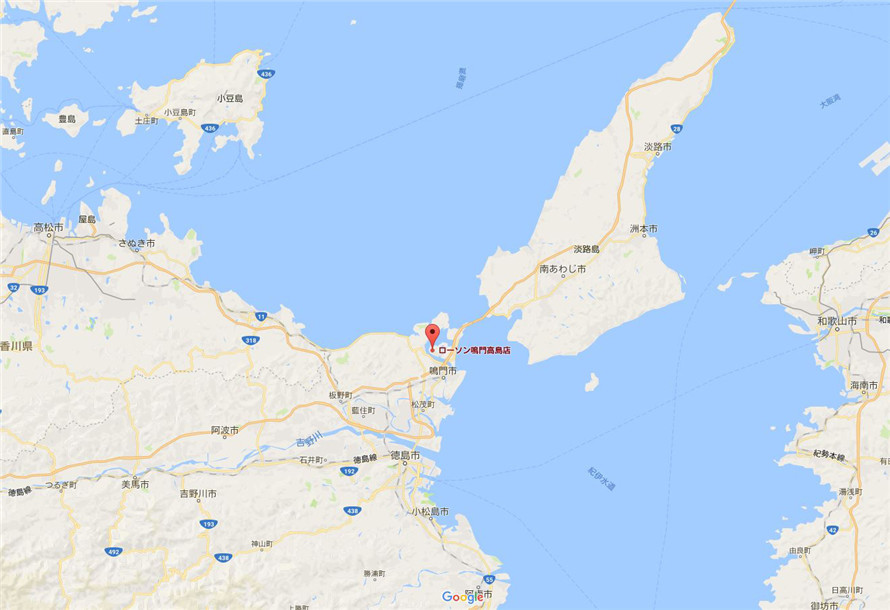 436
小豆島
播磨灘
小豆島町
豊島
土庄町
直島町
436
大阪湾
28
淡路市
屋島
高松市
さぬき市
洲本市
26
岬町
淡路島
南あわじ市
32
193
11
和歌山市
和歌
318
香川県
ローソン鳴門高島店
鳴門市
海南市
板野町
藍住町
松茂町
阿波市
吉野川
徳島市
石井町
徳島線
192
紀勢本線
有田
紀伊水道
徳島線
つるぎ町
美馬市
吉野川市
湯浅町
438
小松島市
193
42
492
438
神山町
由良町
勝浦町
55
日高川町
阿南市
Google
上勝町
御坊市